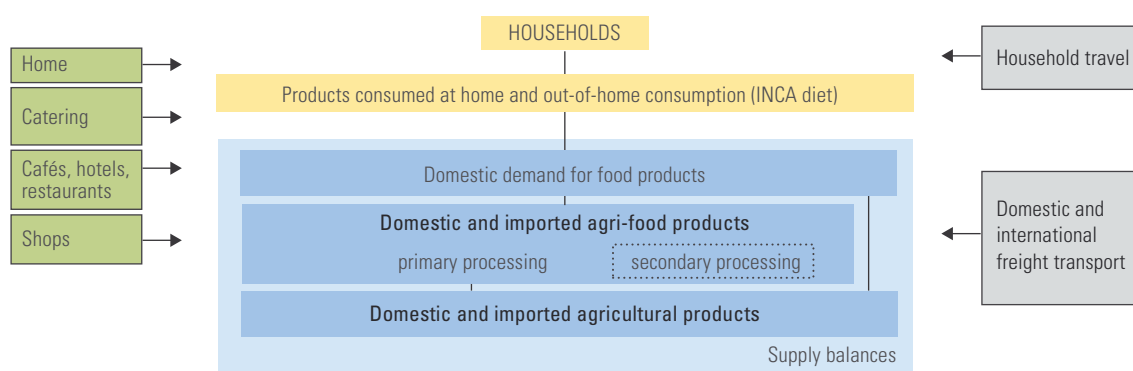 HOUSEHOLDS
Home
Household travel
Products consumed at home and out-of-home consumption (INCA diet)
Catering
Cafés, hotels,
restaurants
Domestic demand for food products
Shops
Domestic and imported agri-food products
primary processing
secondary processing
Domestic and
international
freight transport
Domestic and imported agricultural products
Supply balances